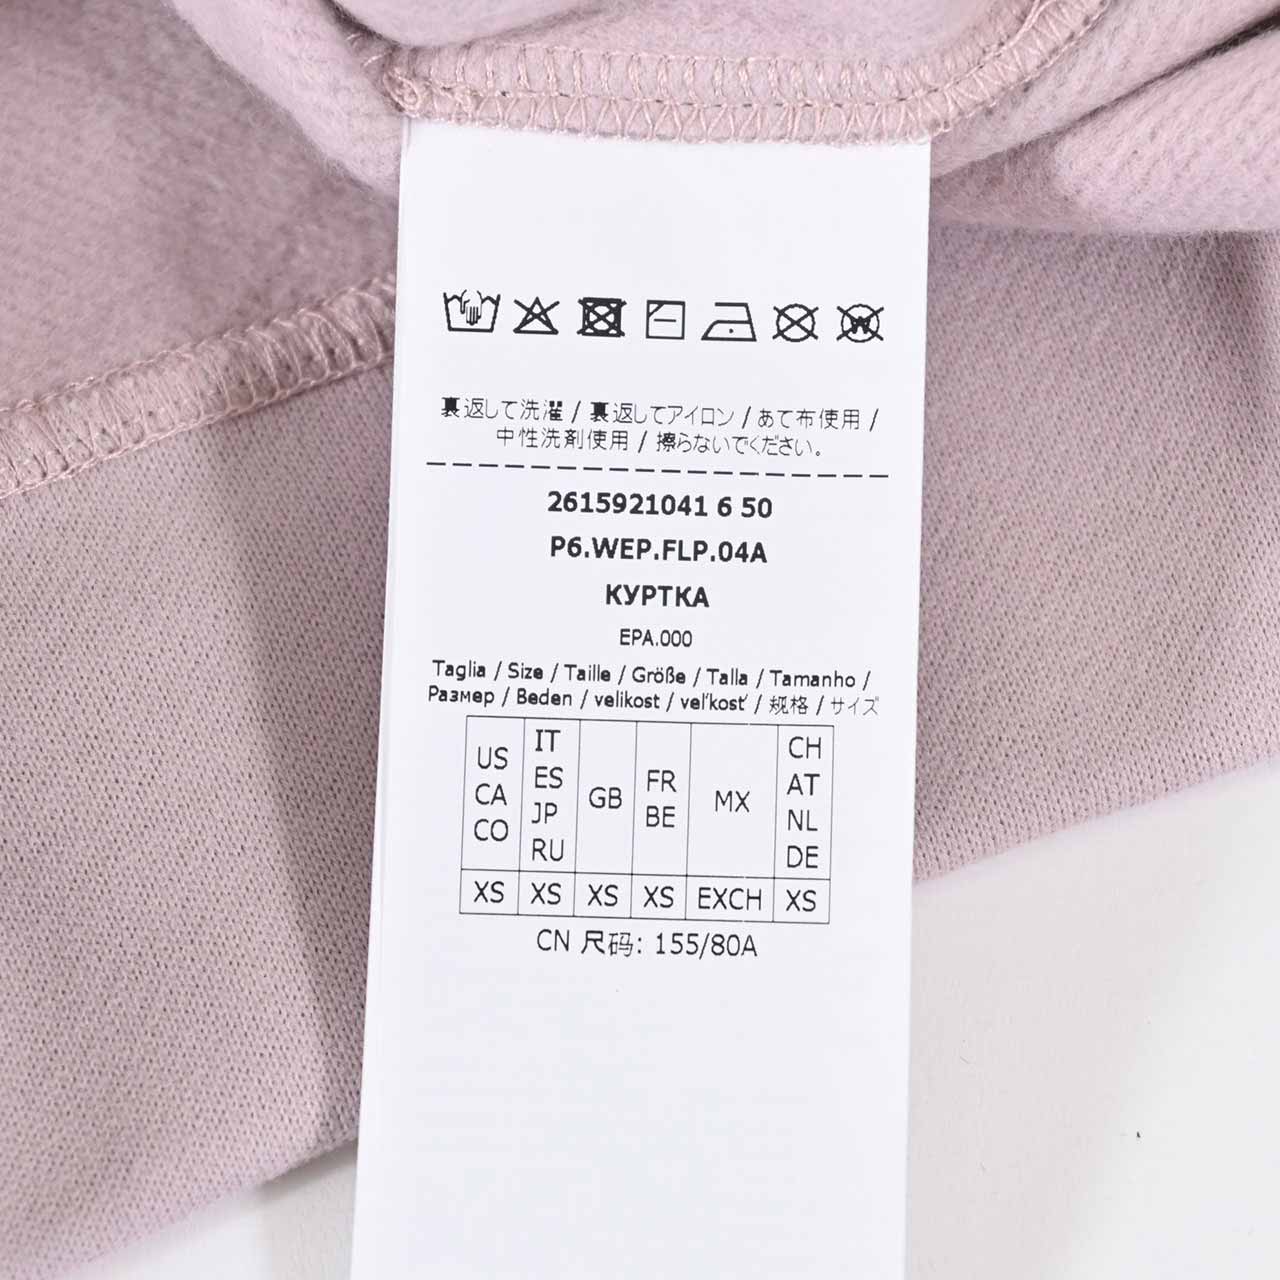 裏返して洗濯 / 裏返してアイロン / あて布使用 /
中性洗剤使用 / 擦らないでください。
2615921041 6 50
P6.WEP.FLP.04A
КУРТКА
EPA.000
Taglia / Size / Taille / Größe / Talla / Tamanho /
Размер / Beden / velikost / veľkosť / 规格 / サイズ
US CA CO
IT ES JP RU
GB
FR BE
MX
CH AT NL DE
XS XS XS XS EXCH XS
CN 尺码: 155/80A